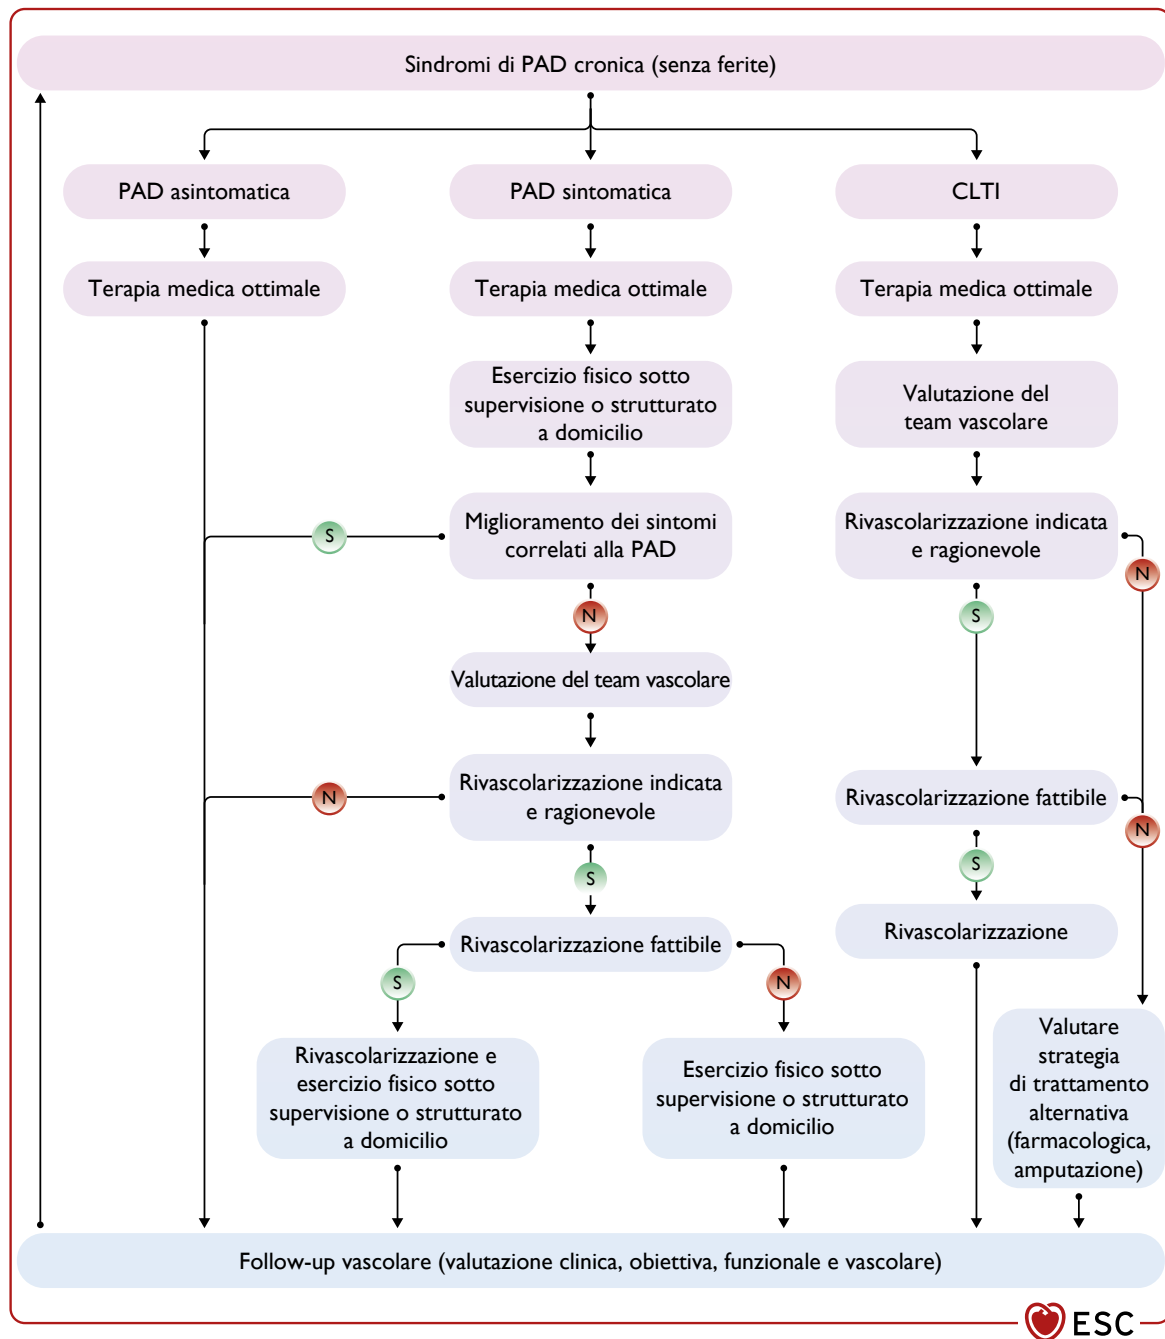 Sindromi di PAD cronica (senza ferite)
PAD asintomatica
PAD sintomatica
CLTI
Terapia medica ottimale
Terapia medica ottimale
Terapia medica ottimale
Esercizio fisico sotto
supervisione o strutturato
a domicilio
Valutazione del
team vascolare
S
Miglioramento dei sintomi
correlati alla PAD
Rivascolarizzazione indicata
e ragionevole
N
N
S
Valutazione del team vascolare
N
Rivascolarizzazione indicata
e ragionevole
Rivascolarizzazione fattibile
N
S
S
Rivascolarizzazione fattibile
Rivascolarizzazione
S
N
Rivascolarizzazione e
esercizio fisico sotto
supervisione o strutturato
a domicilio
Esercizio fisico sotto
supervisione o strutturato
a domicilio
Valutare
strategia
di trattamento
alternativa
(farmacologica,
amputazione)
Follow-up vascolare (valutazione clinica, obiettiva, funzionale e vascolare)
ESC